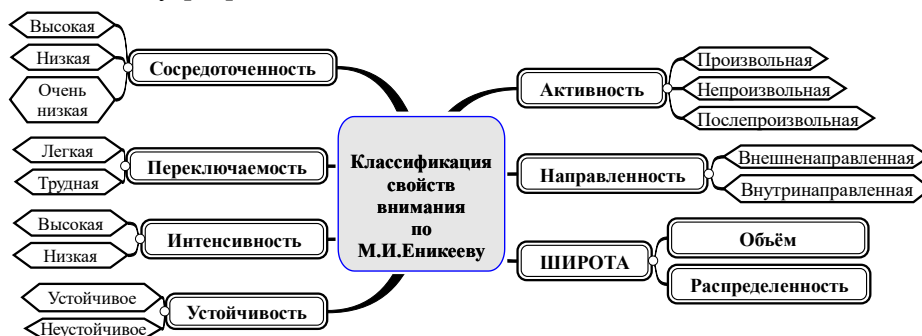 Высокая
Низкая
Очень
низкая
Сосредоточенность
Легкая
Трудная
Переключаемость
Высокая
Низкая
Интенсивность
Устойчивое
Неустойчивое
Устойчивость
Классификация
свойств
внимания
по
М.И.Еникееву
Активность
Произвольная
Непроизвольная
Послепроизвольная
Направленность
Внешненаправленная
Внутринаправленная
ШИРОТА
Объём
Распределенность